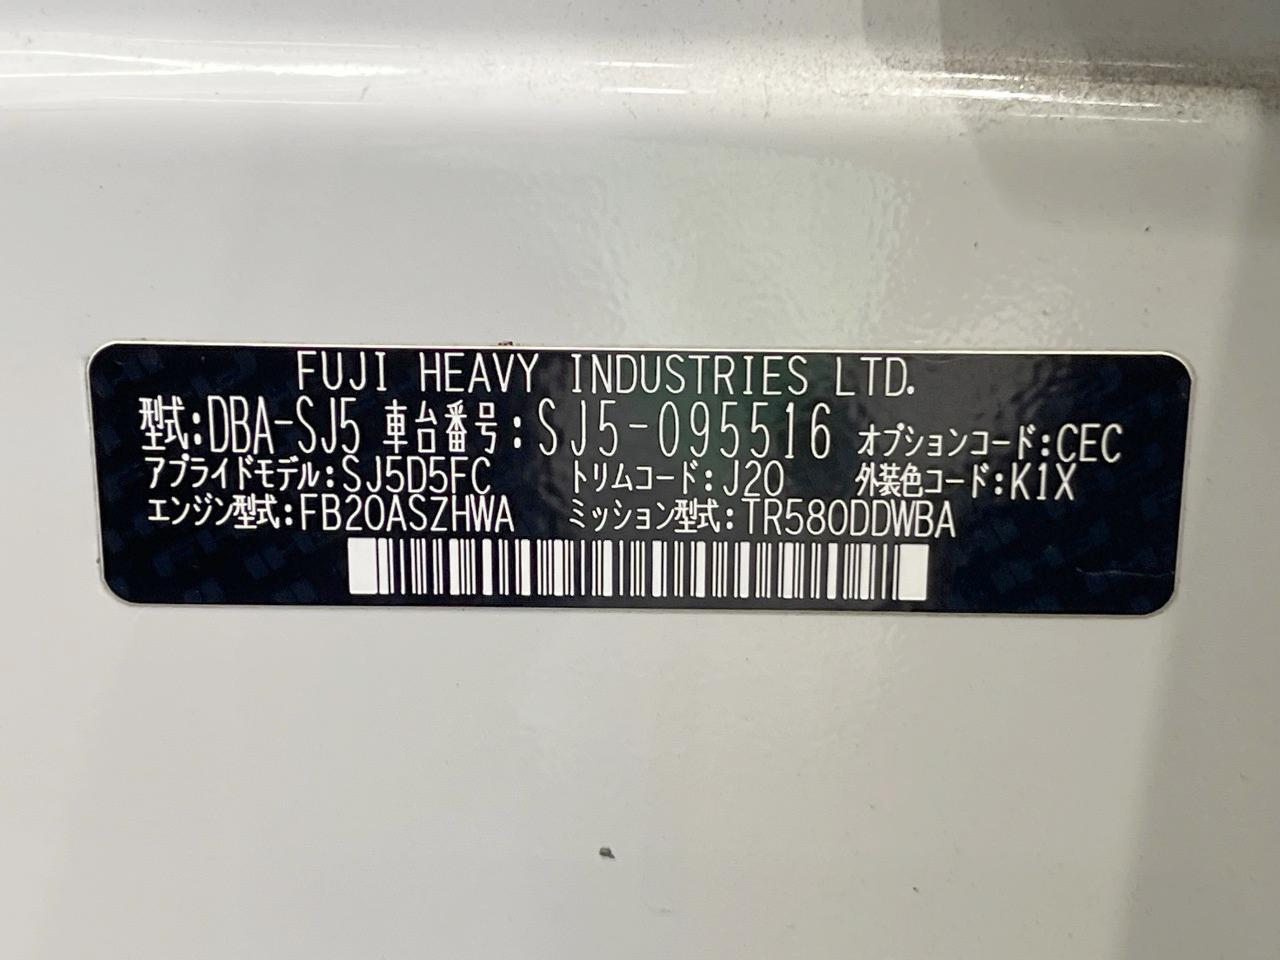 FUJI HEAVY INDUSTRIES LTD.
型式:DBA-SJ5 車台番号:SJ5-095516 オプションコード:CEC
アプライドモデル:SJ5D5FC トリムコード:J20 外装色コード:K1X
エンジン型式:FB20ASZHWA ミッション型式:TR580DDWBA